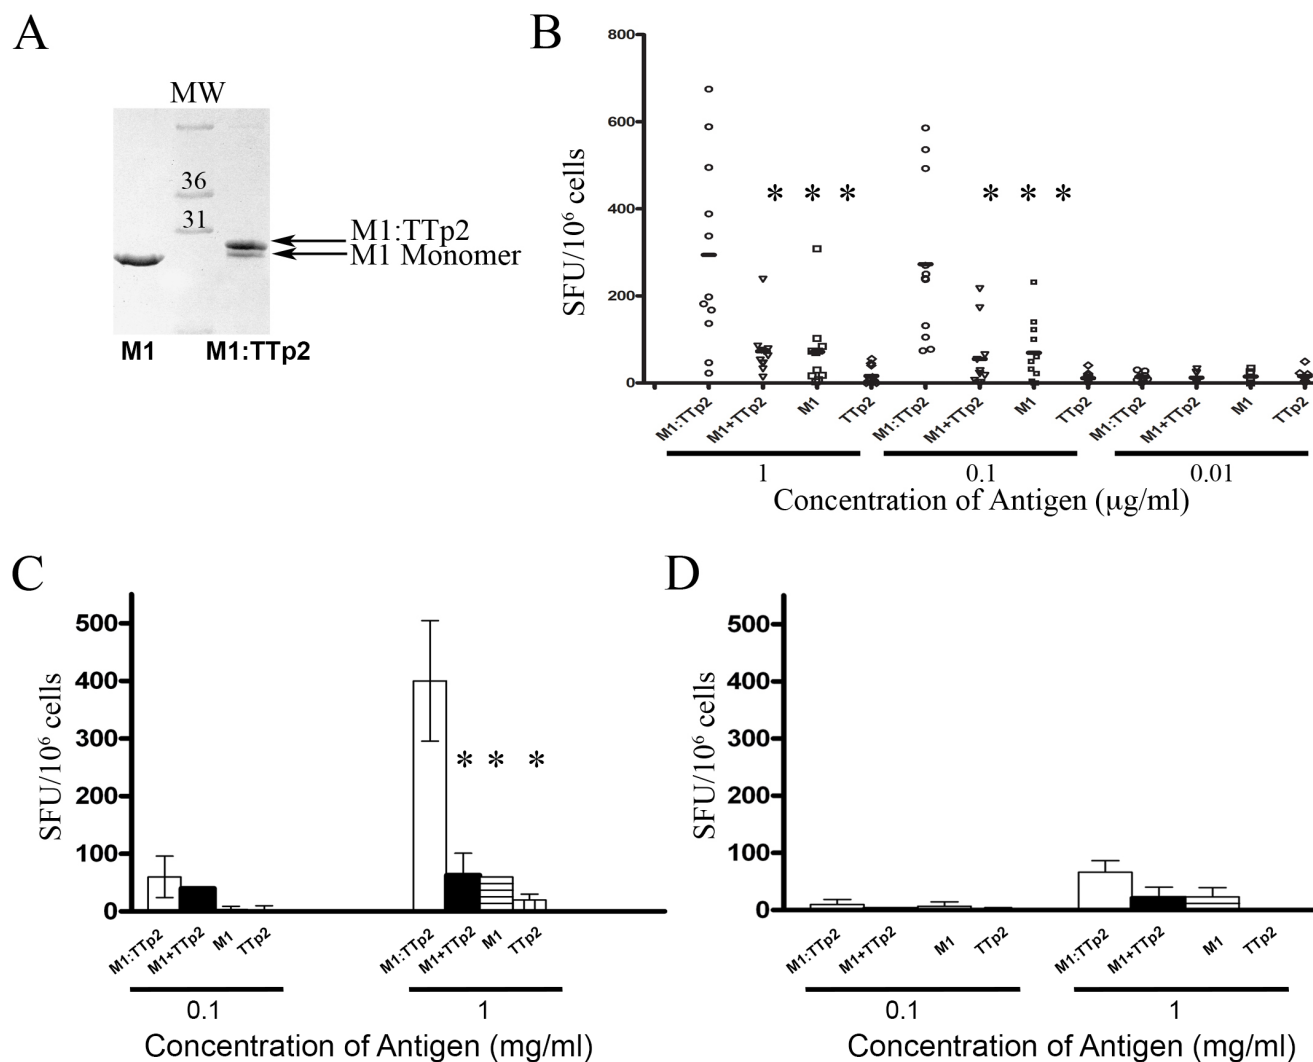 A
MW
36
31
M1:TTp2
M1 Monomer
M1 M1:TTp2
B
SFU/10⁶ cells
800
600
400
200
0
* * * * * *
M1:TTp2 M1+TTp2 M1 TTp2 M1:TTp2 M1+TTp2 M1 TTp2 M1:TTp2 M1+TTp2 M1 TTp2
1 0.1 0.01
Concentration of Antigen (μg/ml)
C
SFU/10⁶ cells
500
400
300
200
100
0
* * *
M1:TTp2 M1+TTp2 M1 TTp2 M1:TTp2 M1+TTp2 M1 TTp2
0.1 1
Concentration of Antigen (mg/ml)
D
SFU/10⁶ cells
500
400
300
200
100
0
M1:TTp2 M1+TTp2 M1 TTp2 M1:TTp2 M1+TTp2 M1 TTp2
0.1 1
Concentration of Antigen (mg/ml)